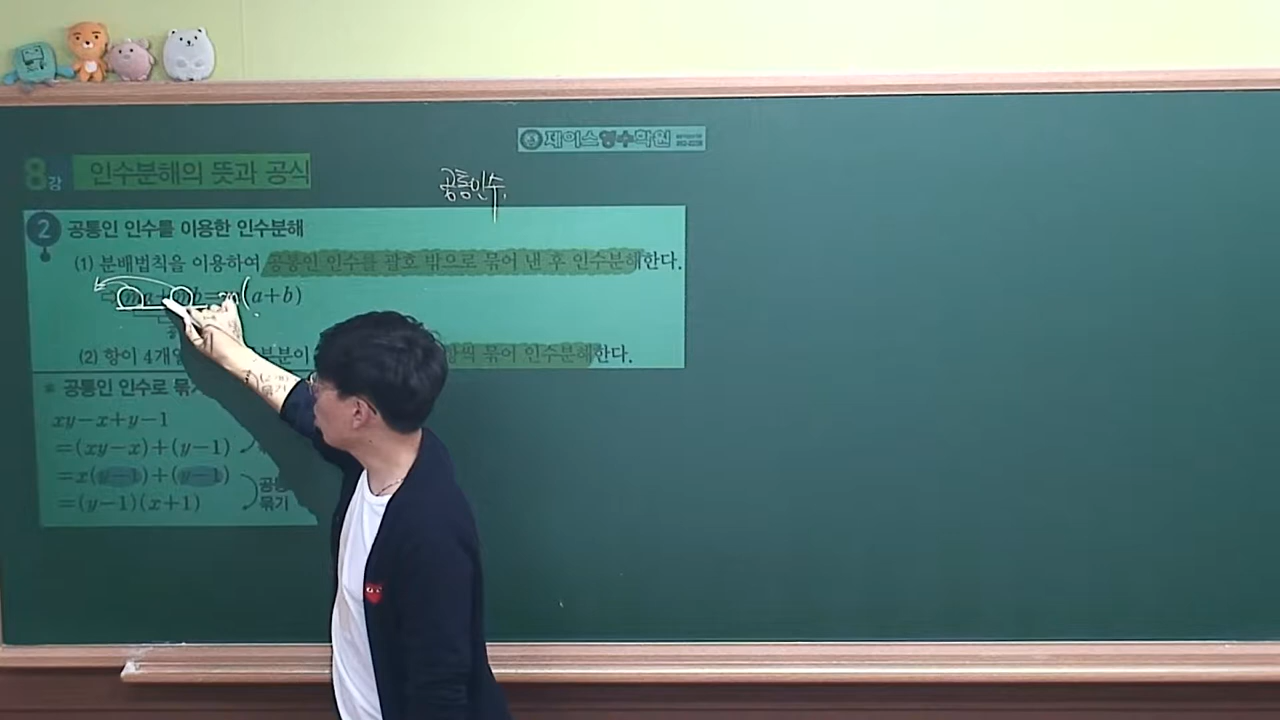 제이스영수학원
8강 인수분해의 뜻과 공식
공통인수
2 공통인 인수를 이용한 인수분해
(1) 분배법칙을 이용하여 공통인 인수를 괄호 밖으로 묶어 낸 후 인수분해한다.
ma+mb=m(a+b)
(2) 항이 4개 묶어 인수분해한다.
* 공통인 인수로
xy-x+y-1
=(xy-x)+(y-1)
=x(y-1)+(y-1)
묶기
=(y-1)(x+1)